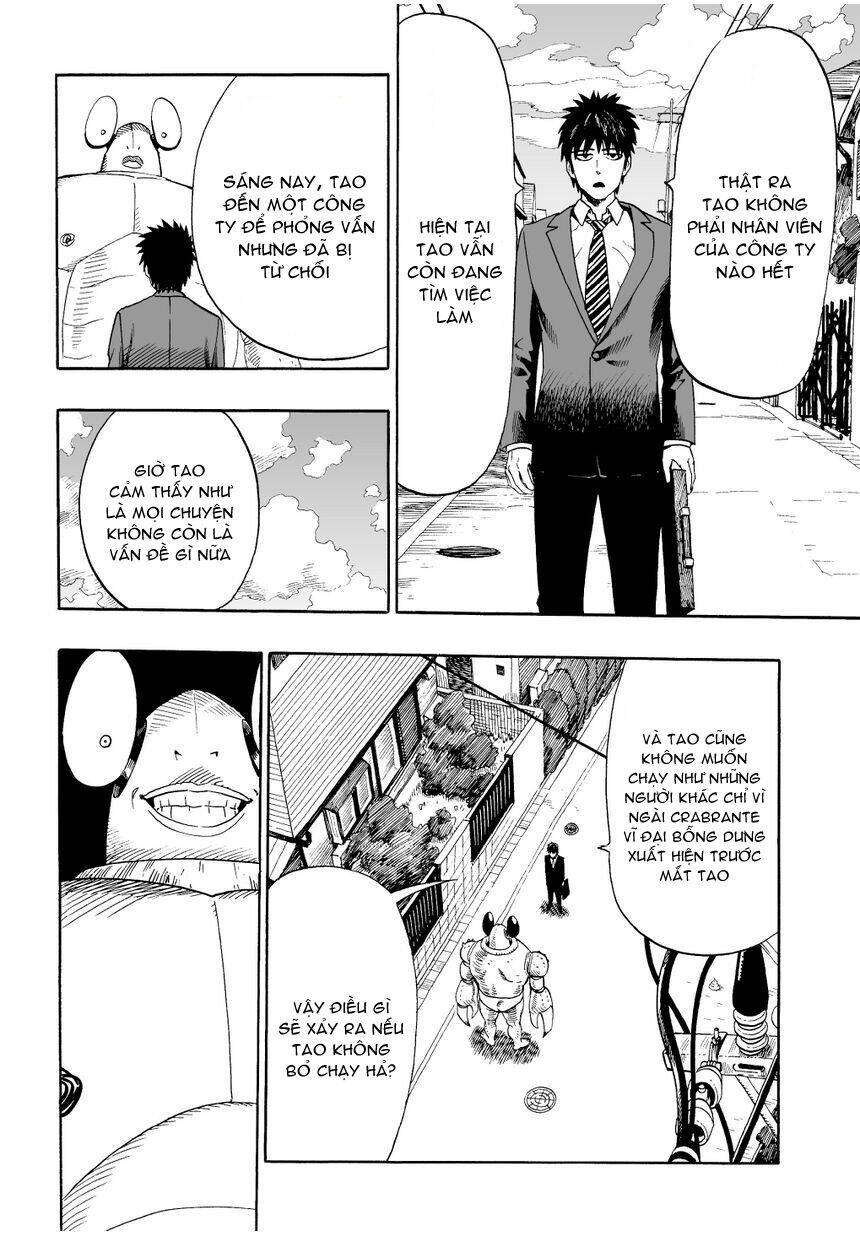 THẬT RA
TAO KHÔNG
PHẢI NHÂN VIÊN
CỦA CÔNG TY
NÀO HẾT
HIỆN TẠI
TAO VẪN
CÒN ĐANG
TÌM VIỆC
LÀM
SÁNG NAY, TAO
ĐẾN MỘT CÔNG
TY ĐỂ PHỎNG VẤN
NHƯNG ĐÃ BỊ
TỪ CHỐI
GIỜ TAO
CẢM THẤY NHƯ
LÀ MỌI CHUYỆN
KHÔNG CÒN LÀ
VẤN ĐỀ GÌ NỮA
VÀ TAO CŨNG
KHÔNG MUỐN
CHẠY NHƯ NHỮNG
NGƯỜI KHÁC CHỈ VÌ
NGÀI CRABRANTE
VĨ ĐẠI BỖNG DƯNG
XUẤT HIỆN TRƯỚC
MẮT TAO
VẬY ĐIỀU GÌ
SẼ XẢY RA NẾU
TAO KHÔNG
BỎ CHẠY HẢ?